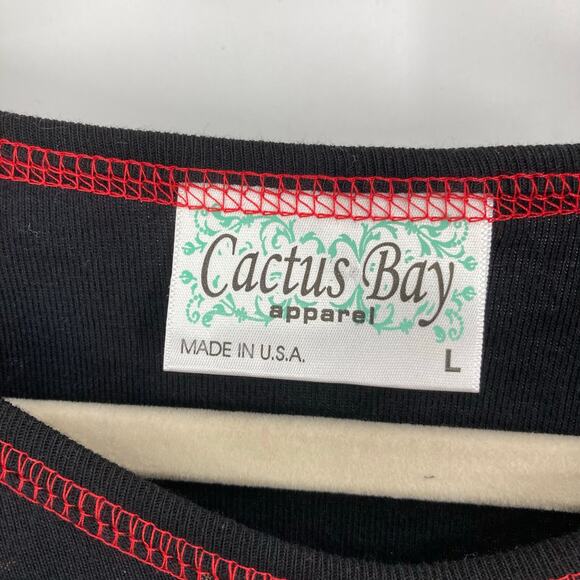 Cactus Bay
apparel
MADE IN U.S.A.
L